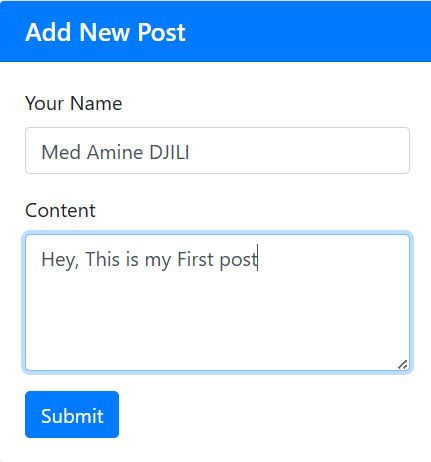 Add New Post
Your Name
Med Amine DJILI
Content
Hey, This is my First post
Submit